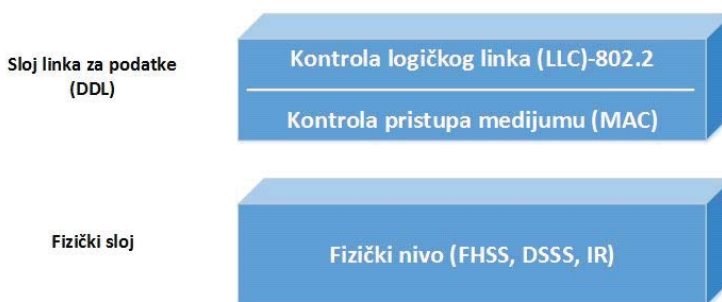 Sloj linka za podatke
(DDL)
Kontrola logičkog linka (LLC)-802.2
Kontrola pristupa medijumu (MAC)
Fizički sloj
Fizički nivo (FHSS, DSSS, IR)